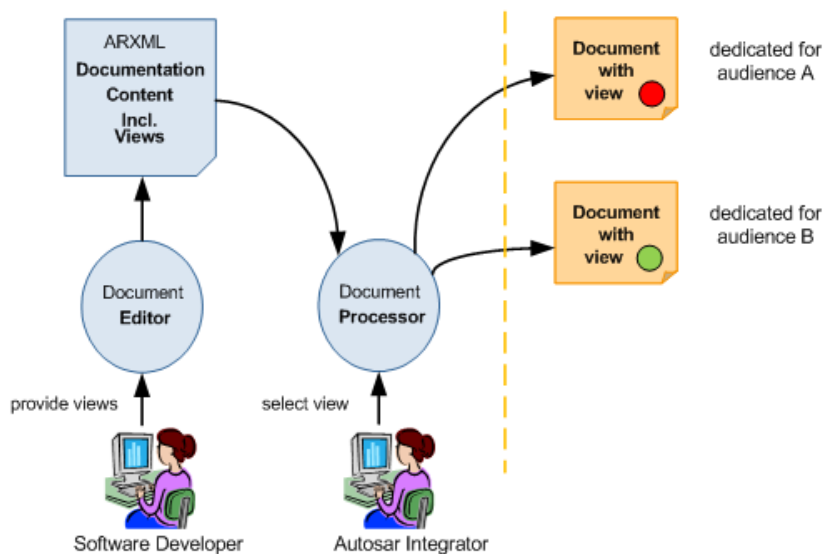 ARXML
Documentation
Content
Incl.
Views
Document
with
view
dedicated for
audience A
Document
with
view
dedicated for
audience B
Document
Editor
Document
Processor
provide views
select view
Software Developer
Autosar Integrator